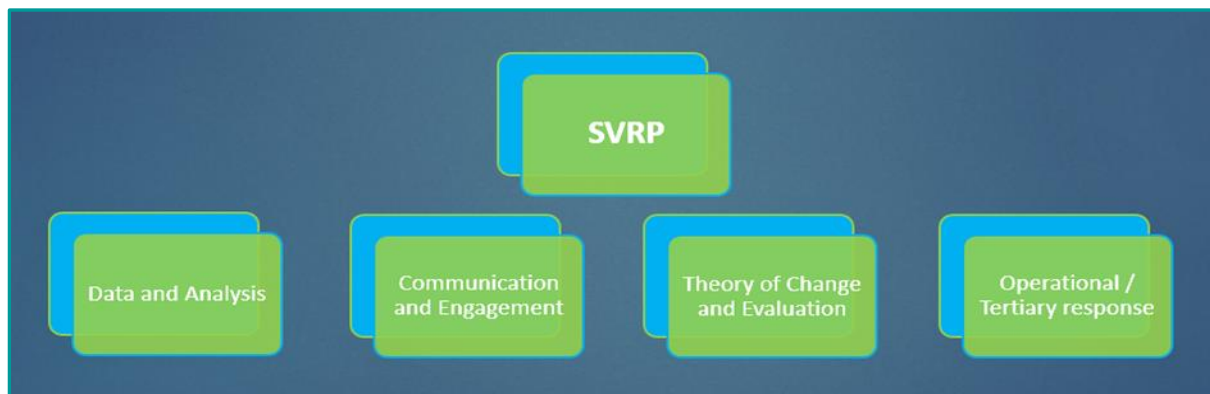 SVRP
Data and Analysis
Communication
and Engagement
Theory of Change
and Evaluation
Operational /
Tertiary response